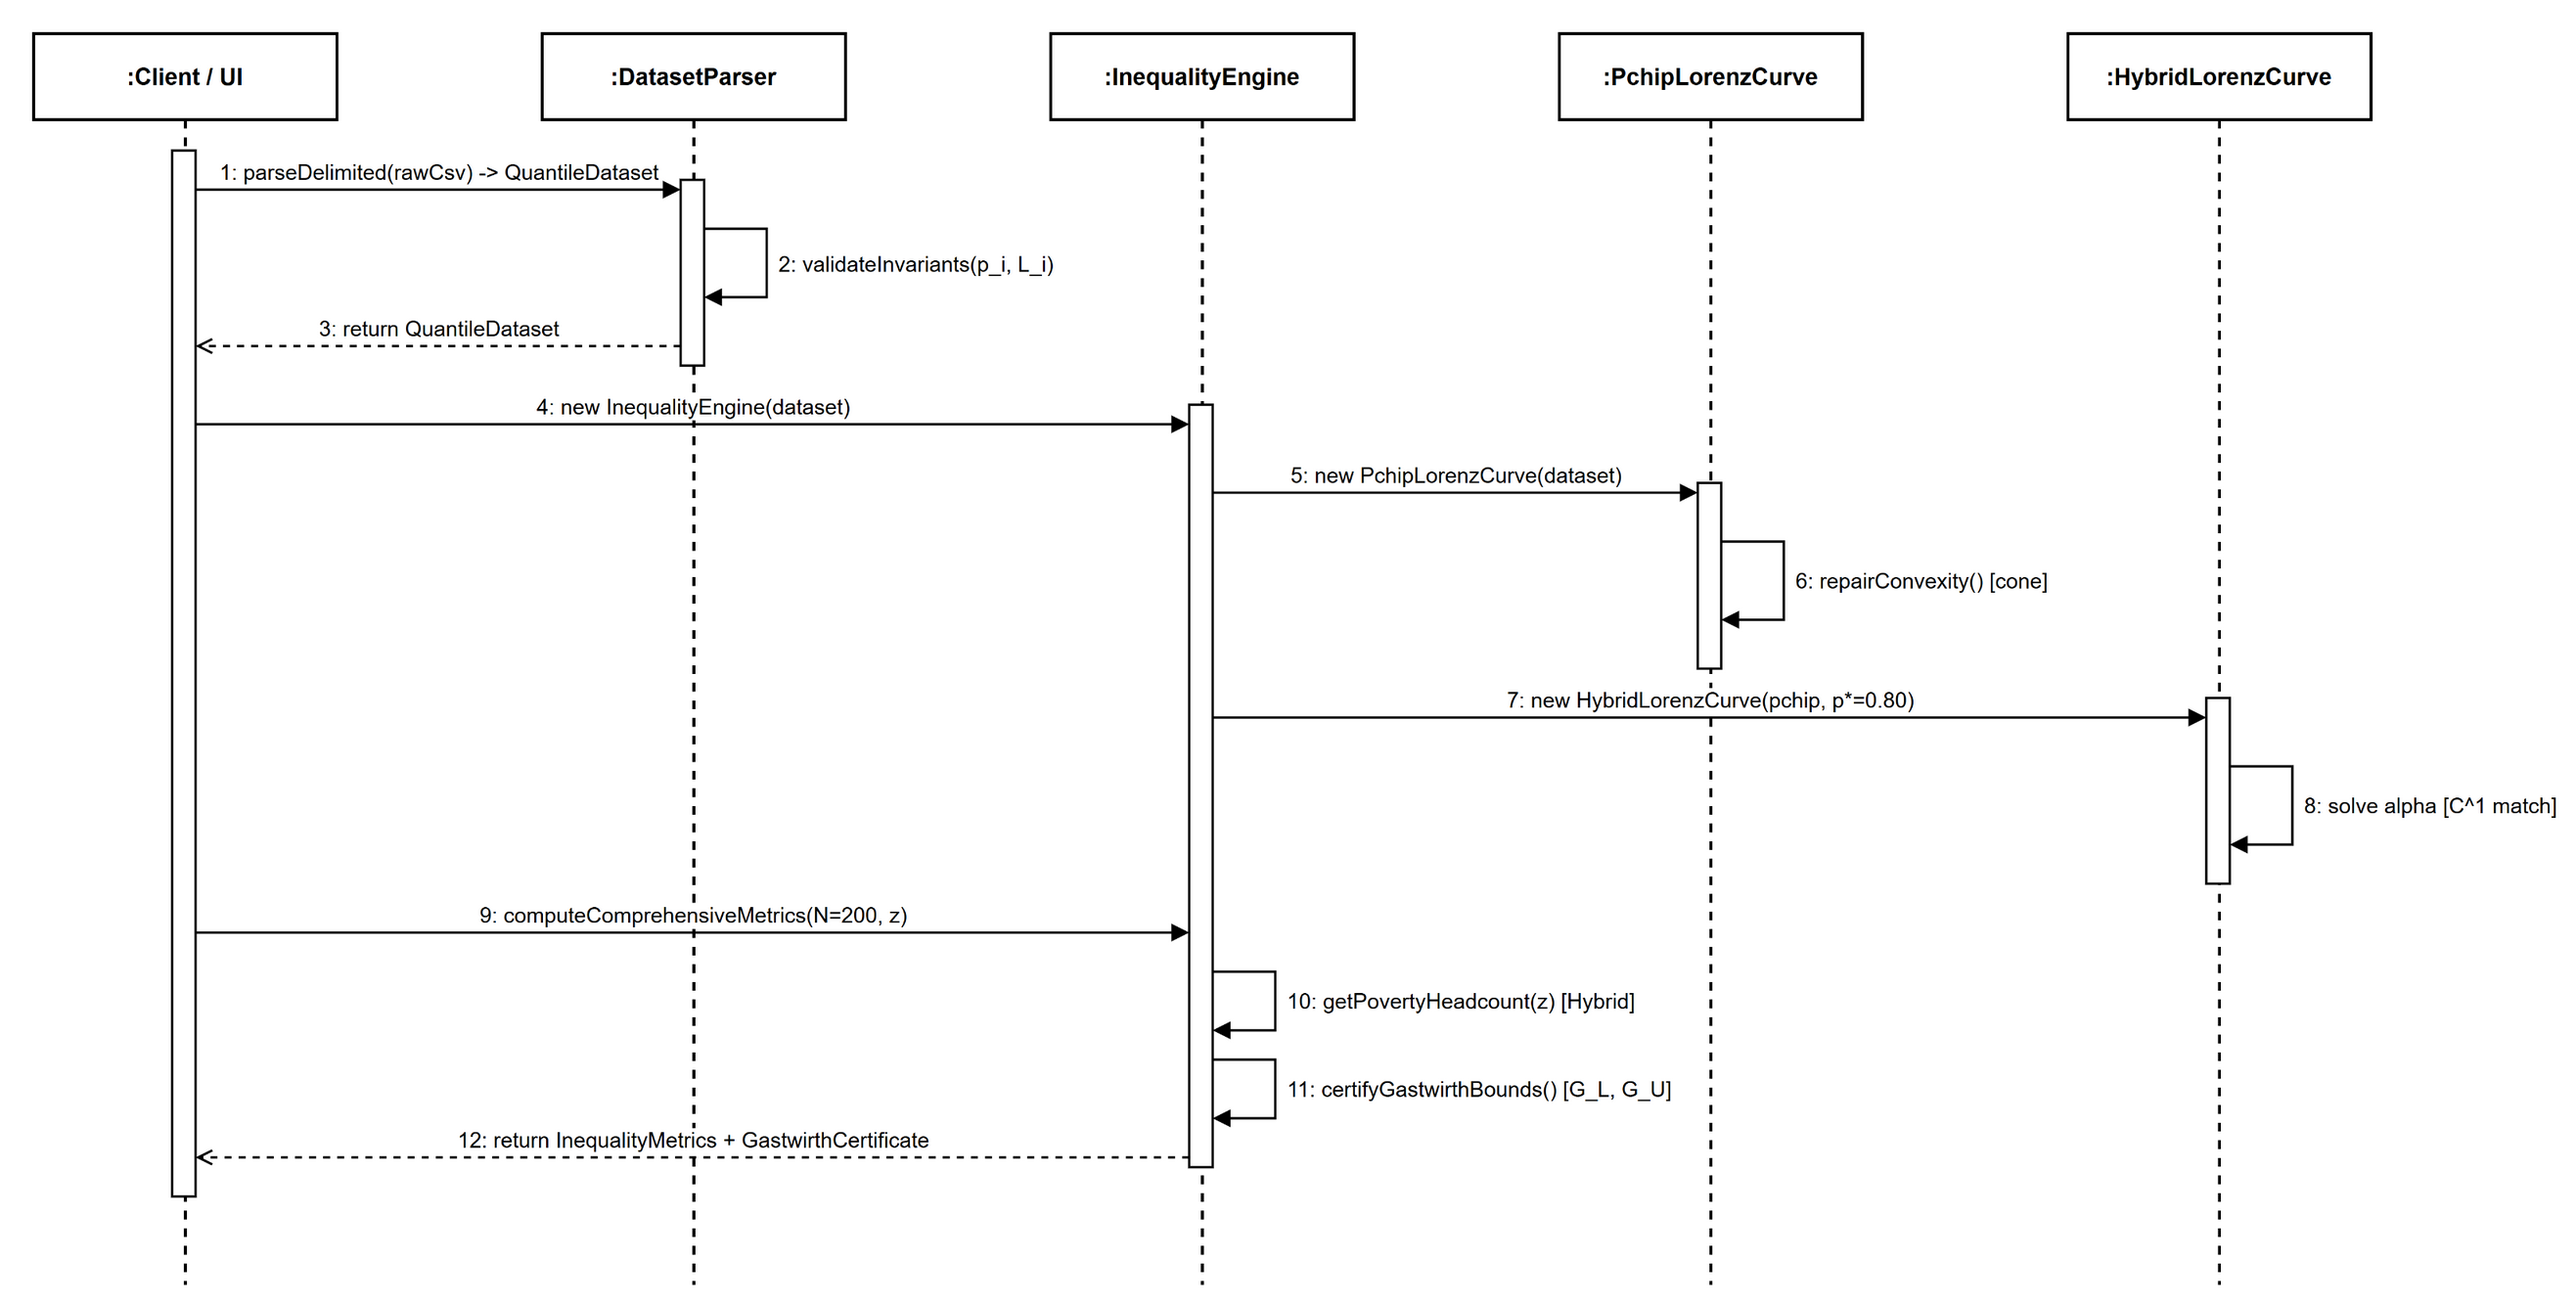 :Client / UI
:DatasetParser
:InequalityEngine
:PchipLorenzCurve
:HybridLorenzCurve
1: parseDelimited(rawCsv) -> QuantileDataset
2: validateInvariants(p_i, L_i)
3: return QuantileDataset
4: new InequalityEngine(dataset)
5: new PchipLorenzCurve(dataset)
6: repairConvexity() [cone]
7: new HybridLorenzCurve(pchip, p*=0.80)
8: solve alpha [C^1 match]
9: computeComprehensiveMetrics(N=200, z)
10: getPovertyHeadcount(z) [Hybrid]
11: certifyGastwirthBounds() [G_L, G_U]
12: return InequalityMetrics + GastwirthCertificate